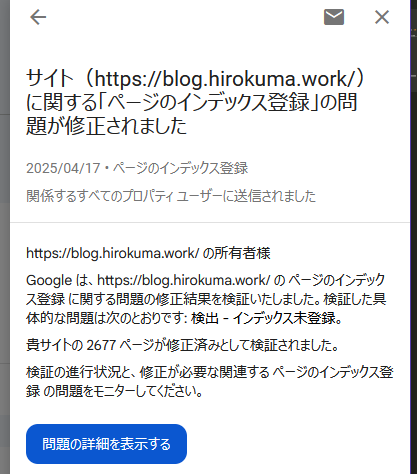 サイト（https://blog.hirokuma.work/）
に関する「ページのインデックス登録」の問
題が修正されました
2025/04/17・ページのインデックス登録
関係するすべてのプロパティ ユーザーに送信されました
https://blog.hirokuma.work/ の所有者様
Google は、https://blog.hirokuma.work/ の ページのインデック
ス登録 に関する問題の修正結果を検証いたしました。検証した具
体的な問題は次のとおりです: 検出 - インデックス未登録。
貴サイトの 2677 ページが修正済みとして検証されました。
検証の進行状況と、修正が必要な関連する ページのインデックス登
録 の問題をモニターしてください。
問題の詳細を表示する